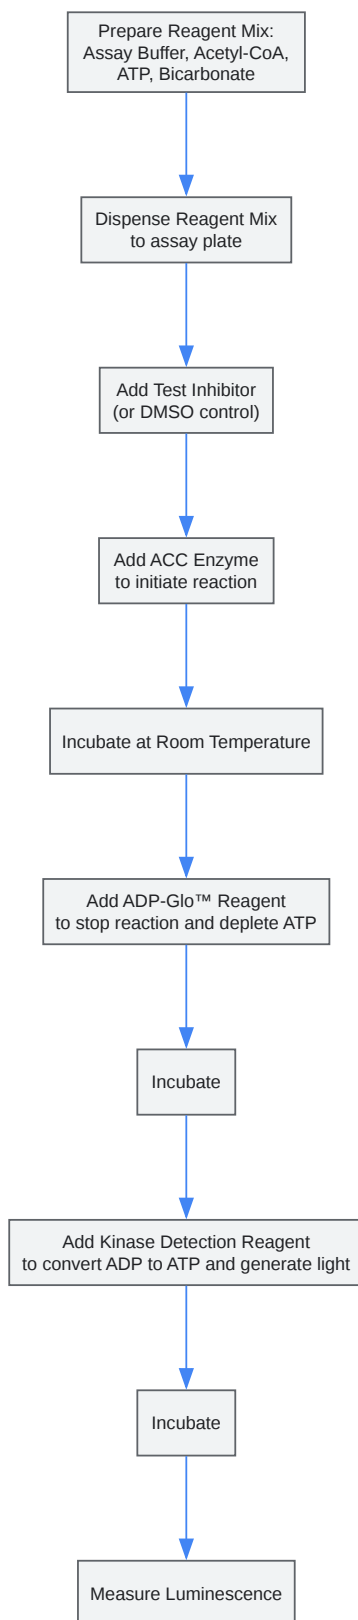 Prepare Reagent Mix:
Assay Buffer, Acetyl-CoA,
ATP, Bicarbonate
Dispense Reagent Mix
to assay plate
Add Test Inhibitor
(or DMSO control)
Add ACC Enzyme
to initiate reaction
Incubate at Room Temperature
Add ADP-Glo™ Reagent
to stop reaction and deplete ATP
Incubate
Add Kinase Detection Reagent
to convert ADP to ATP and generate light
Incubate
Measure Luminescence